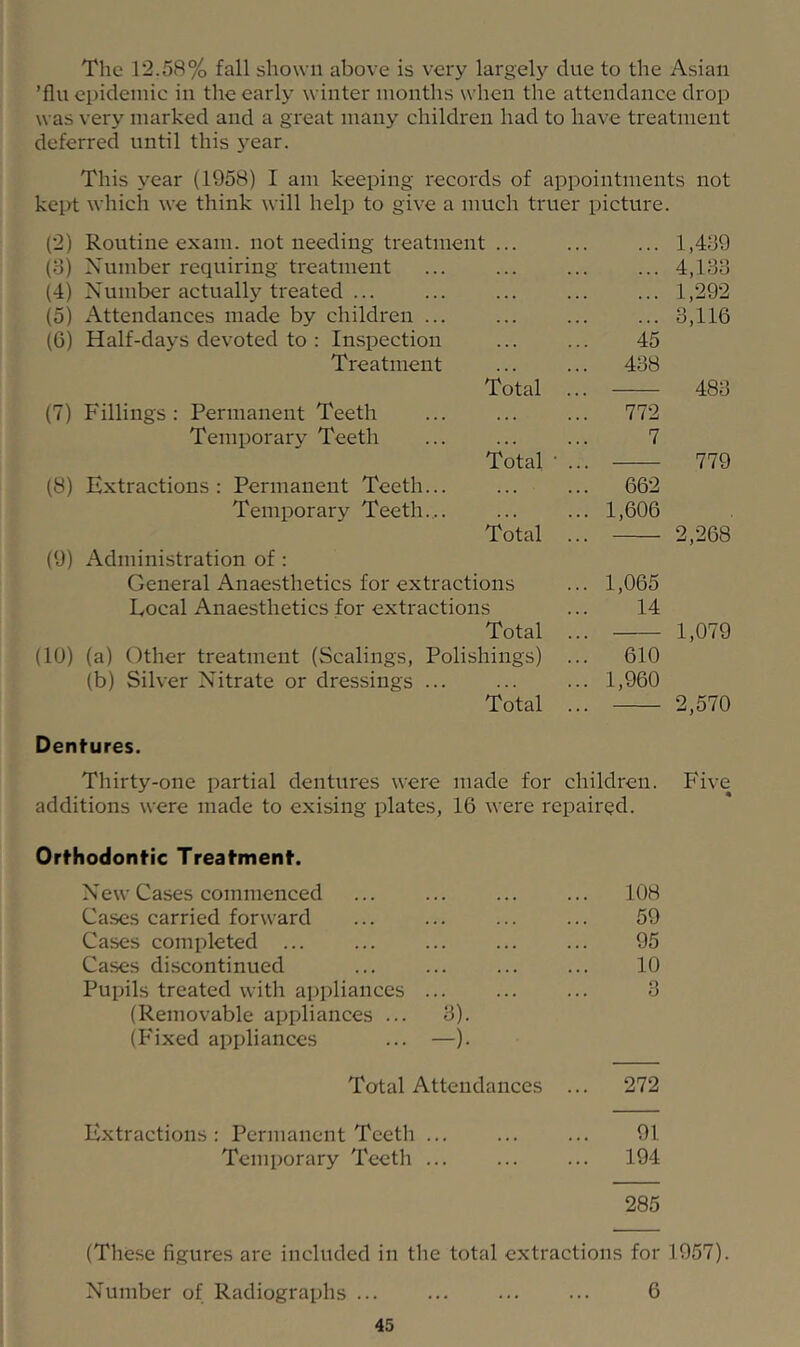 The 12.58% fall shown above is very largely due to the Asian
’flu epidemic in the early winter months when the attendance drop
was very marked and a great many children had to have treatment
deferred until this year.
This year (1958) I am keeping records of appointments not
kept which we think will help to give a much truer picture.
(2) Routine exam. not needing treatment ... ... ... 1,439
(3) Number requiring treatment ... ... ... ... 4,133
(4) Number actually treated ... ... ... ... ... 1,292
(5) Attendances made by children ... ... ... ... 3,116
(6) Half-days devoted to : Inspection ... ... 45
Treatment ... ... 438
Total ... —— 483
(7) Fillings : Permanent Teeth ... ... ... 772
Temporary Teeth ... ... ... 7
Total ... —— 779
(8) Extractions : Permanent Teeth... ... ... 662
Temporary Teeth... ... ... 1,606
Total ... —— 2,268
(9) Administration of :
General Anaesthetics for extractions ... 1,065
Local Anaesthetics for extractions ... 14
Total ... —— 1,079
(10) (a) Other treatment (Scalings, Polishings) ... 610
(b) Silver Nitrate or dressings ... ... ... 1,960
Total ... —— 2,570
Dentures.
Thirty-one partial dentures were made for children. Five
additions were made to exising plates, 16 were repaired.
Orthodontic Treatment.
New Cases commenced ... ... ... ... 108
Cases carried forward ... ... ... ... 59
Cases completed ... ... ... ... ... 95
Cases discontinued ... ... ... ... 10
Pupils treated with appliances ... ... ... 3
(Removable appliances ... 3).
(Fixed appliances ... —).
Total Attendances ... 272
Extractions : Permanent Teeth ... ... ... 91
Temporary Teeth ... ... ... 194
285
(These figures are included in the total extractions for 1957).
Number of Radiographs ... ... ... ... 6
45